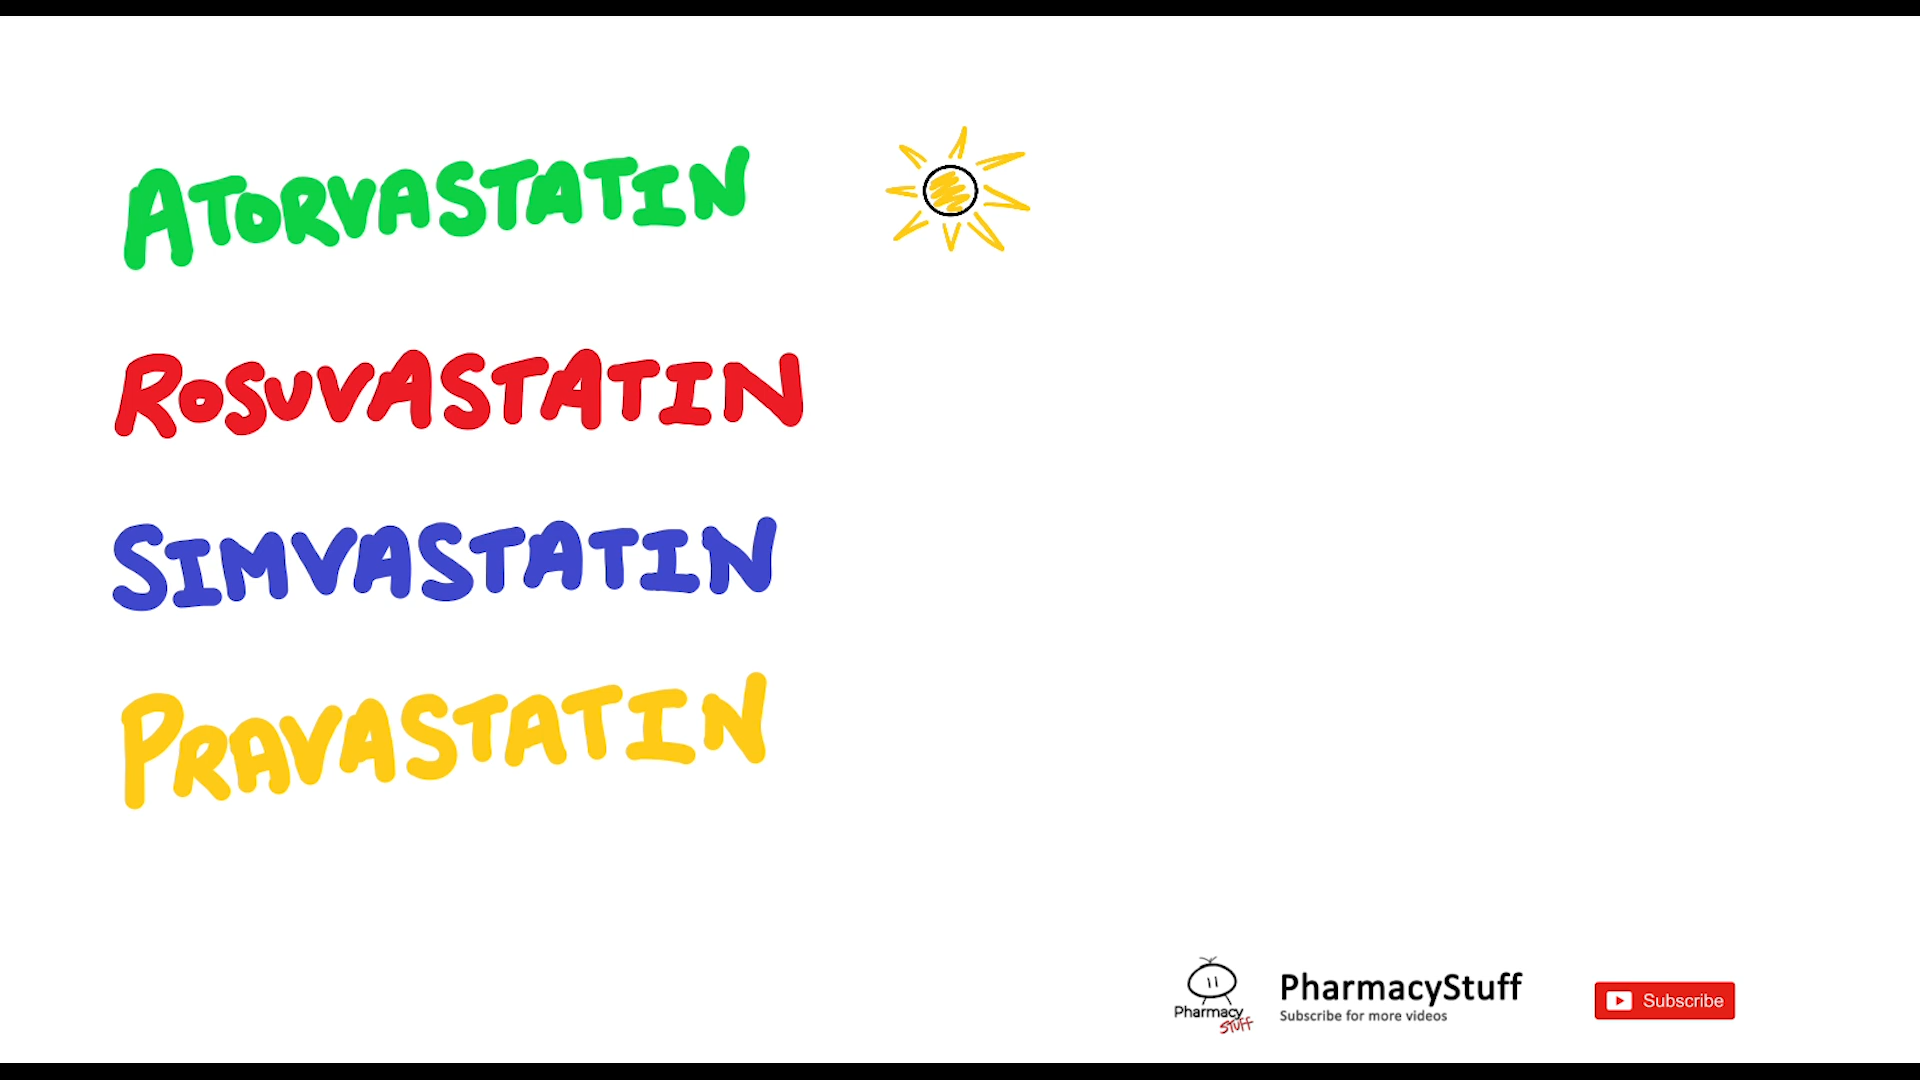 ATORVASTATIN
ROSUVASTATIN
SIMVASTATIN
PRAVASTATIN
Pharmacy
STUFF
PharmacyStuff
Subscribe for more videos
Subscribe